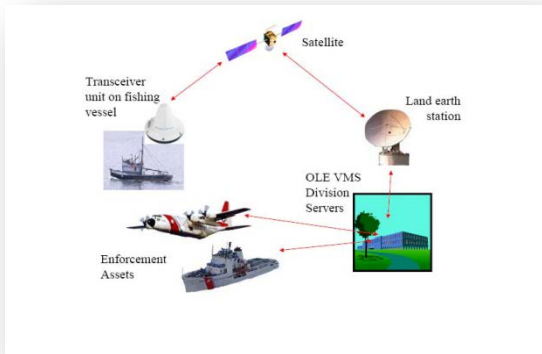 Satellite
Transceiver
unit on fishing
vessel
Land earth
station
OLE VMS
Division
Servers
Enforcement
Assets